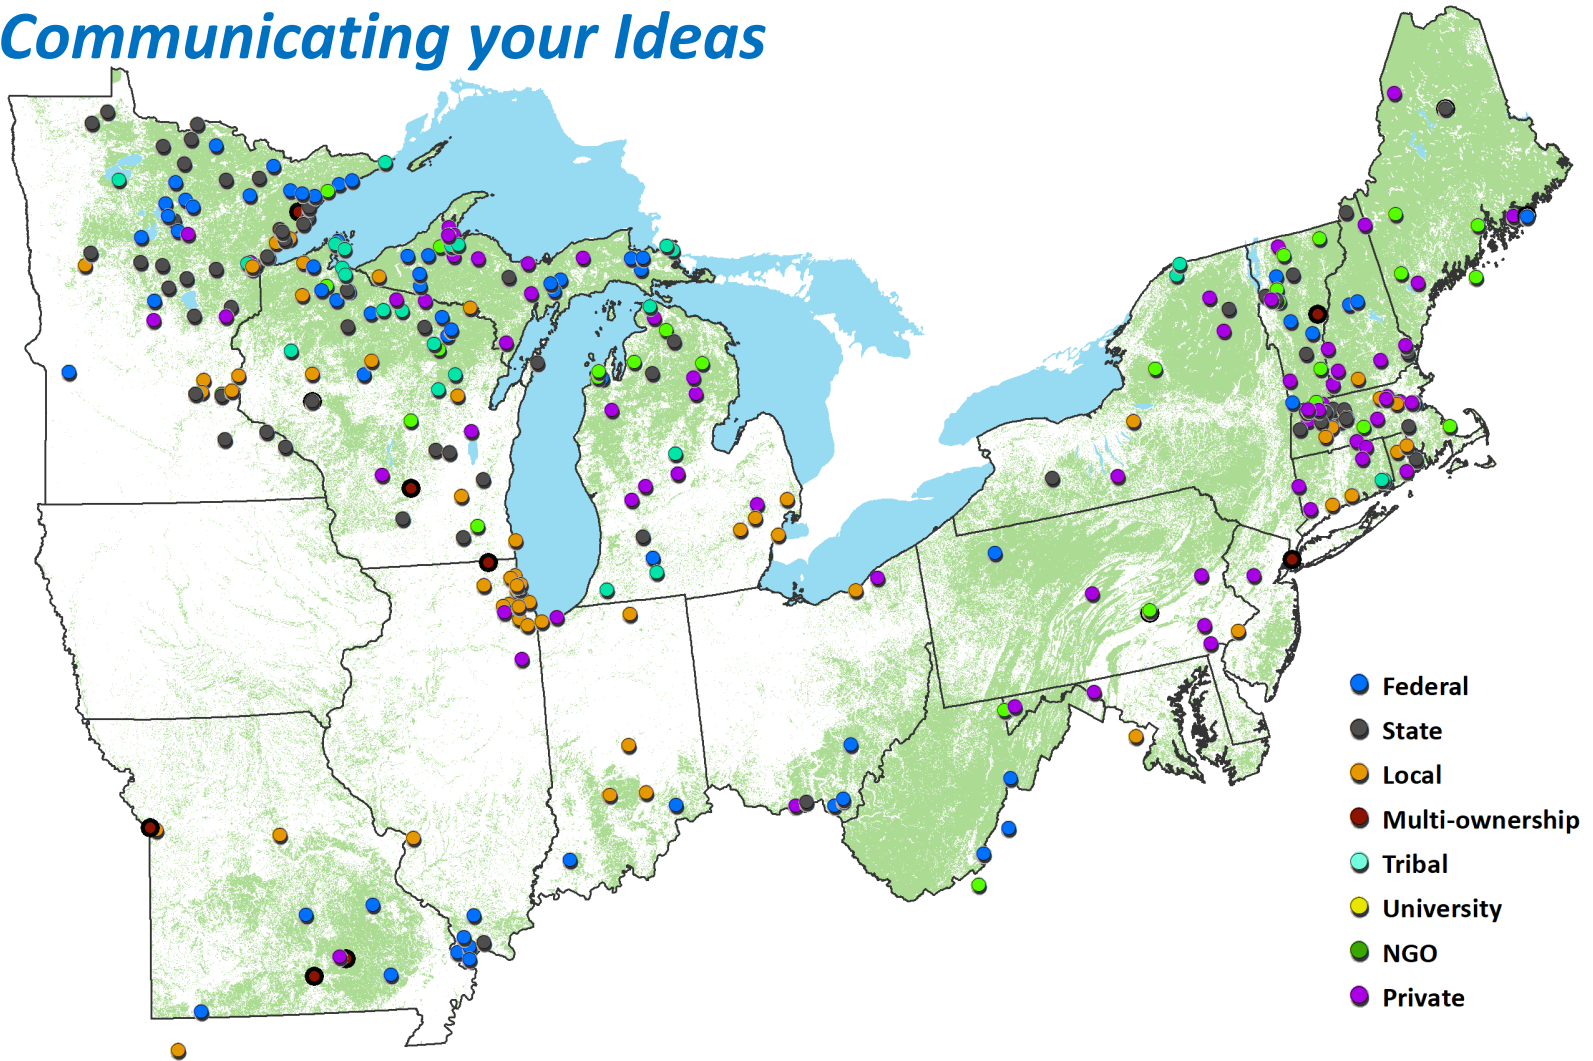 Communicating your Ideas
Federal
State
Local
Multi-ownership
Tribal
University
NGO
Private